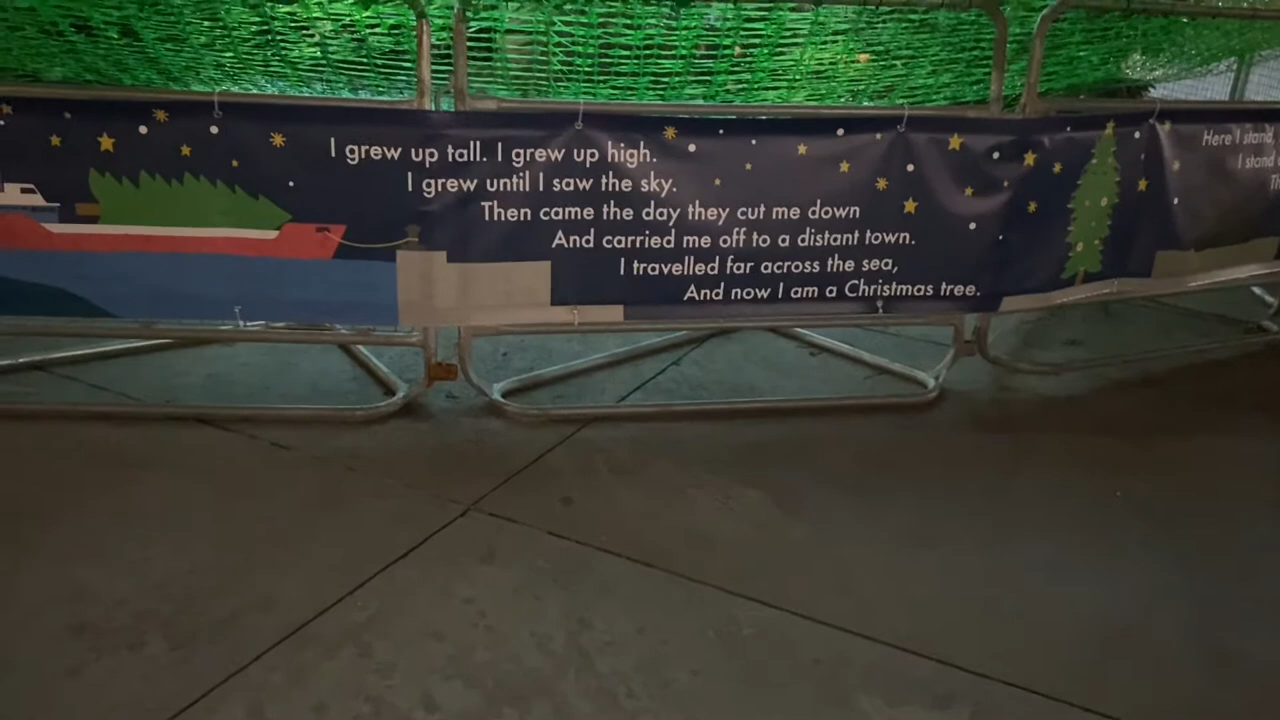 I grew up tall. I grew up high.
I grew until I saw the sky.
Then came the day they cut me down
And carried me off to a distant town.
I travelled far across the sea,
And now I am a Christmas tree.
Here I stand,
I stand